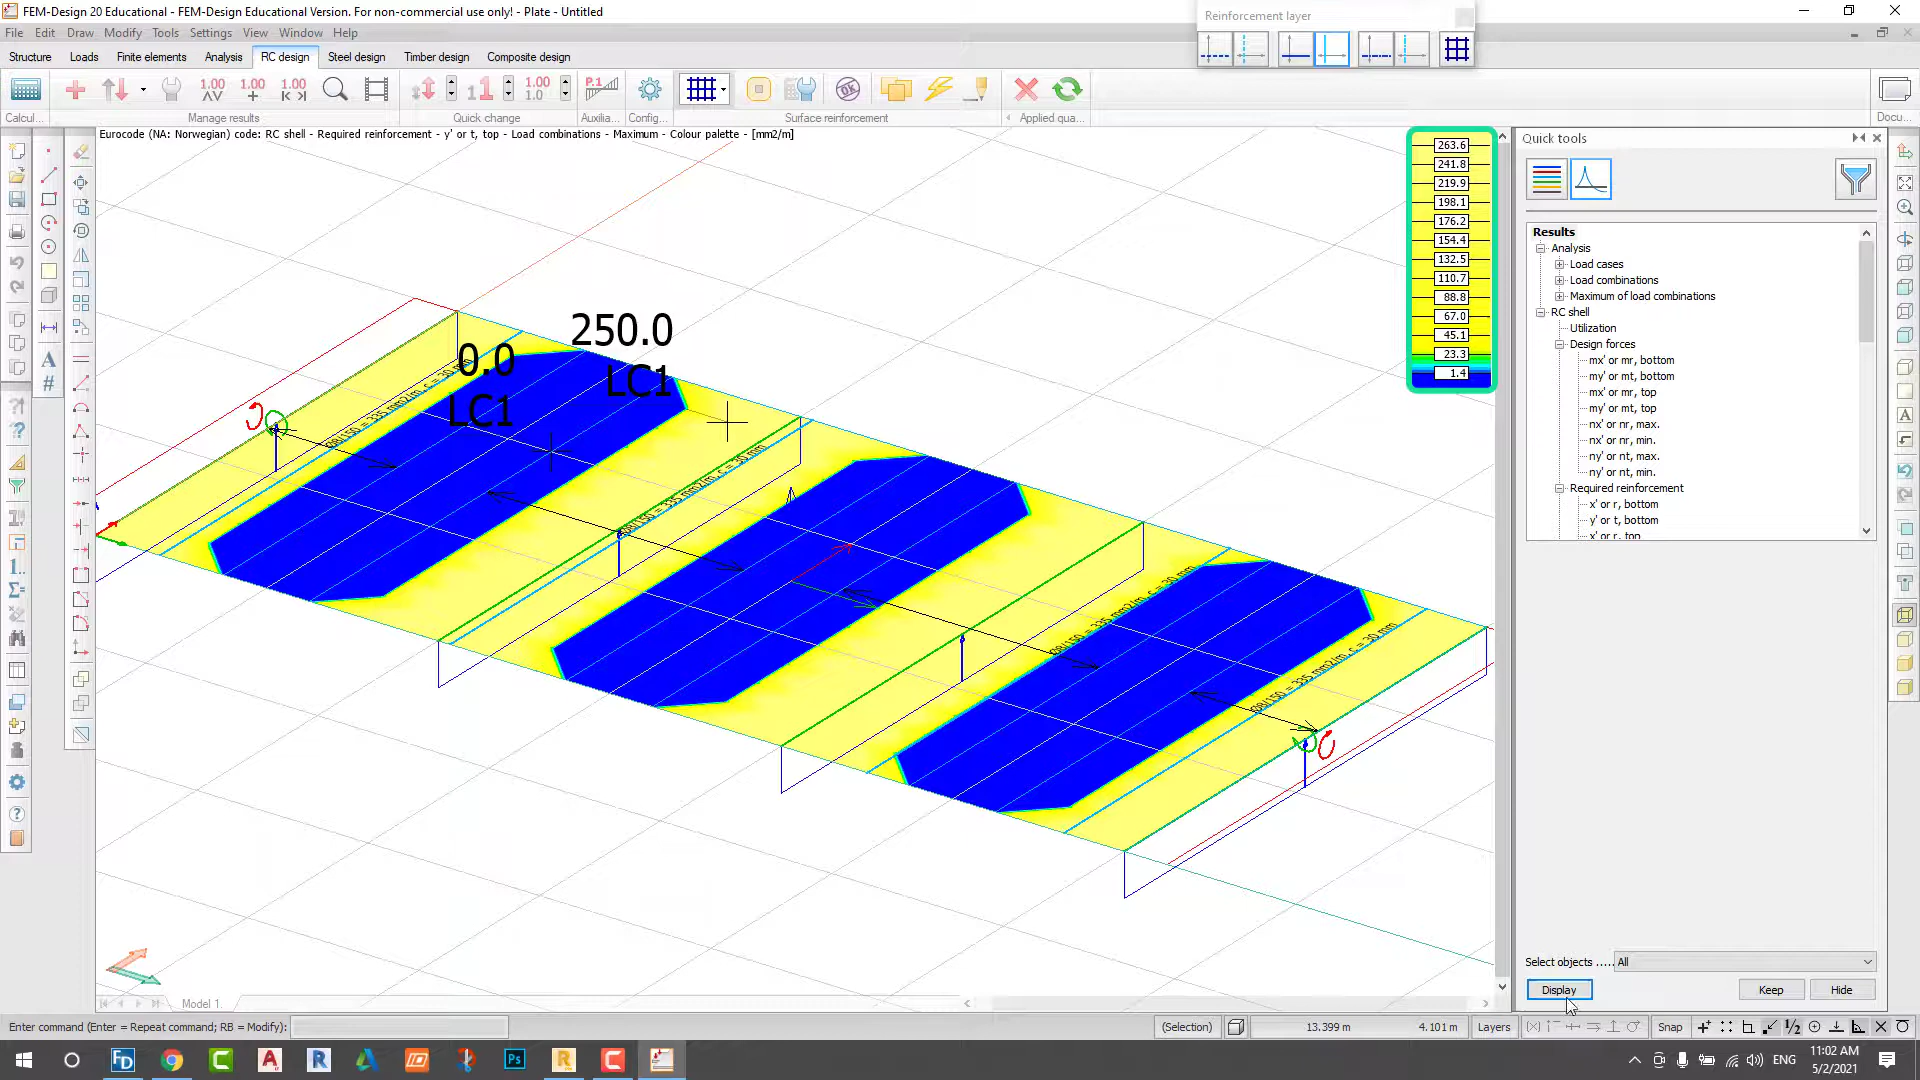 FEM-Design 20 Educational - FEM-Design Educational Version. For non-commercial use only! - Plate - Untitled
Reinforcement layer
File Edit Draw Modify Tools Settings View Window Help
Structure Loads Finite elements Analysis RC design Steel design Timber design Composite design
Calcul... Manage results Quick change Auxilia... Config... Surface reinforcement Applied qua... Docu...
Eurocode (NA: Norwegian) code: RC shell - Required reinforcement - y' or t, top - Load combinations - Maximum - Colour palette - [mm2/m]
263.6
241.8
219.9
198.1
176.2
154.4
132.5
110.7
88.8
67.0
45.1
23.3
1.4
250.0
LC1
0.0
LC1
Quick tools
Results
Analysis
Load cases
Load combinations
Maximum of load combinations
RC shell
Utilization
Design forces
mx' or mr, bottom
my' or mt, bottom
mx' or mr, top
my' or mt, top
nx' or nr, max.
nx' or nr, min.
ny' or nt, max.
ny' or nt, min.
Required reinforcement
x' or r, bottom
y' or t, bottom
x' or r, top
Select objects ..... All
Display Keep Hide
Model 1.
Enter command (Enter = Repeat command; RB = Modify):
(Selection) 13.399 m 4.101 m Layers Snap
ENG
11:02 AM
5/2/2021